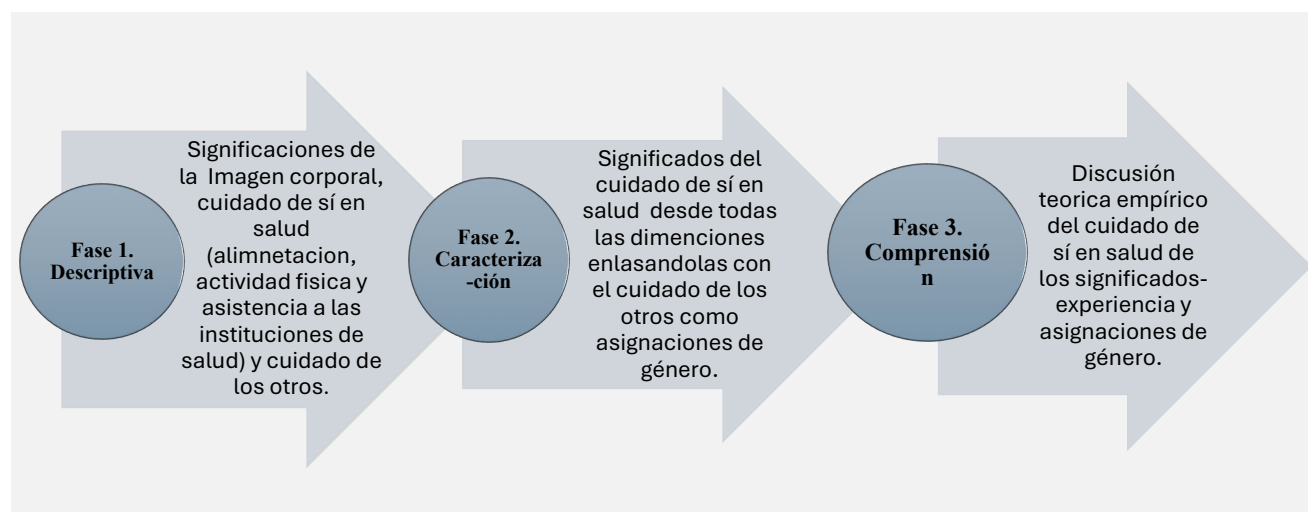 Fase 1.
Descriptiva
Significaciones de
la Imagen corporal,
cuidado de sí en
salud
(alimnetacion,
actividad fisica y
asistencia a las
instituciones de
salud) y cuidado de
los otros.
Fase 2.
Caracteriza
-ción
Significados del
cuidado de sí en
salud desde todas
las dimenciones
enlasandolas con
el cuidado de los
otros como
asignaciones de
género.
Fase 3.
Comprensió
n
Discusión
teorica empírico
del cuidado de
sí en salud de
los significados-
experiencia y
asignaciones de
género.